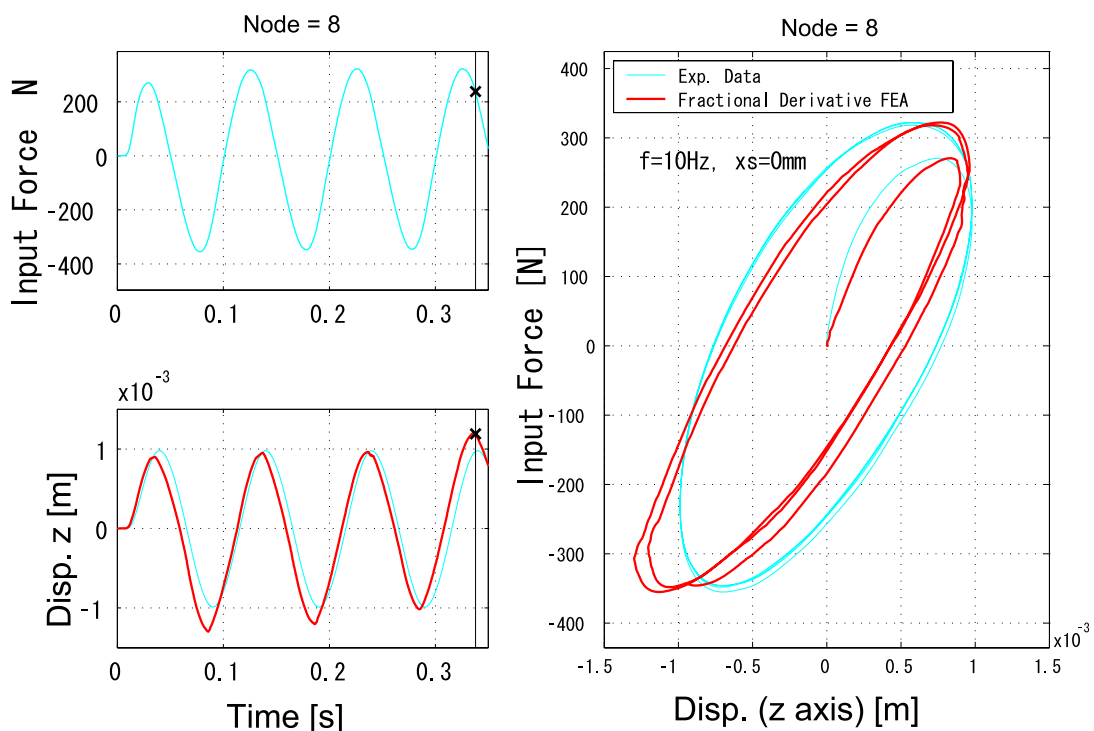 Node = 8
Input Force N
200
0
-200
-400
0
0.1
0.2
0.3
x10^-3
Disp. z [m]
1
0
-1
0
0.1
0.2
0.3
Time [s]
Node = 8
Exp. Data
Fractional Derivative FEA
f=10Hz, xs=0mm
Input Force [N]
400
300
200
100
0
-100
-200
-300
-400
-1.5
-1
-0.5
0
0.5
1
1.5
x10^-3
Disp. (z axis) [m]